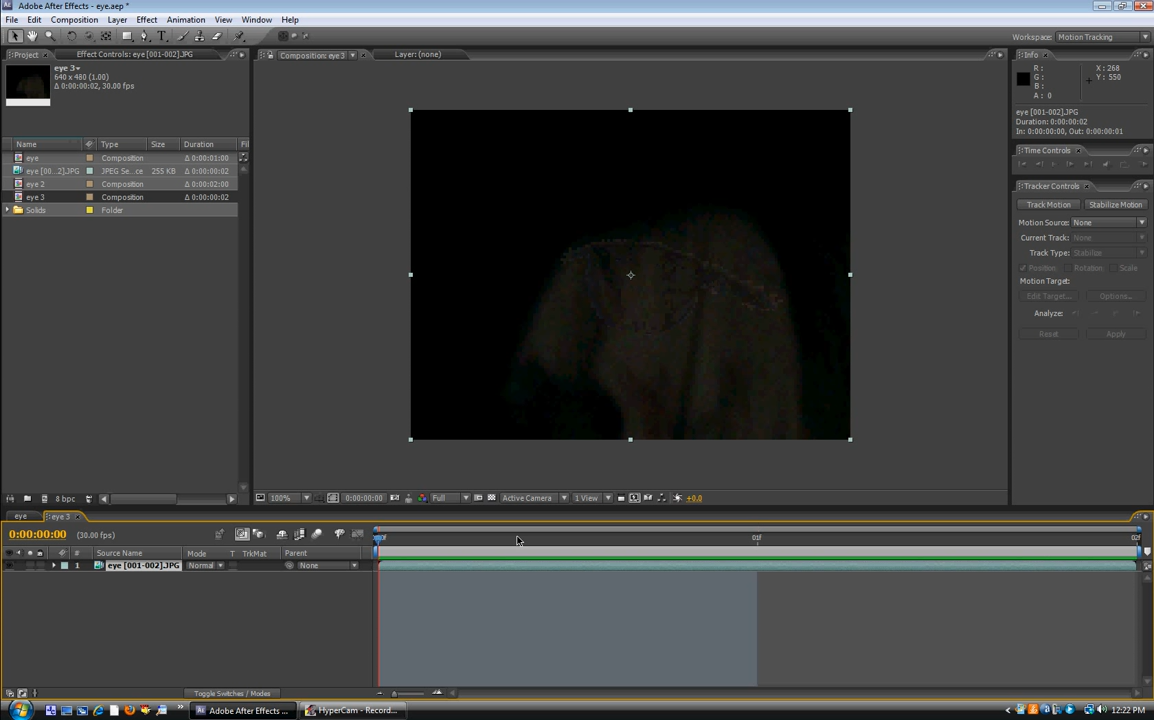 Adobe After Effects - eye.aep *
File Edit Composition Layer Effect Animation View Window Help
Workspace: Motion Tracking
Project Effect Controls: eye [001-002].JPG
Composition: eye 3 Layer: (none)
Info
eye 3
640 x 480 (1.00)
Δ 0:00:00:02, 30.00 fps
R :
G :
B :
A : 0
X : 268
Y : 550
eye [001-002].JPG
Duration: 0:00:00:02
In: 0:00:00:00, Out: 0:00:00:01
Name Type Size Duration Fil
eye Composition Δ 0:00:01:00
eye [00...2].JPG JPEG Se...ce 255 KB Δ 0:00:00:02
eye 2 Composition Δ 0:00:02:00
eye 3 Composition Δ 0:00:00:02
Solids Folder
Time Controls
Tracker Controls
Track Motion Stabilize Motion
Motion Source: None
Current Track: None
Track Type: Stabilize
Position Rotation Scale
Motion Target:
Edit Target... Options...
Analyze:
Reset Apply
8 bpc
100% 0:00:00:00 Full Active Camera 1 View +0.0
eye eye 3
0:00:00:00 (30.00 fps)
01f 02f
# Source Name Mode T TrkMat Parent
1 eye [001-002].JPG Normal None
Toggle Switches / Modes
Adobe After Effects ... HyperCam - Record... 12:22 PM